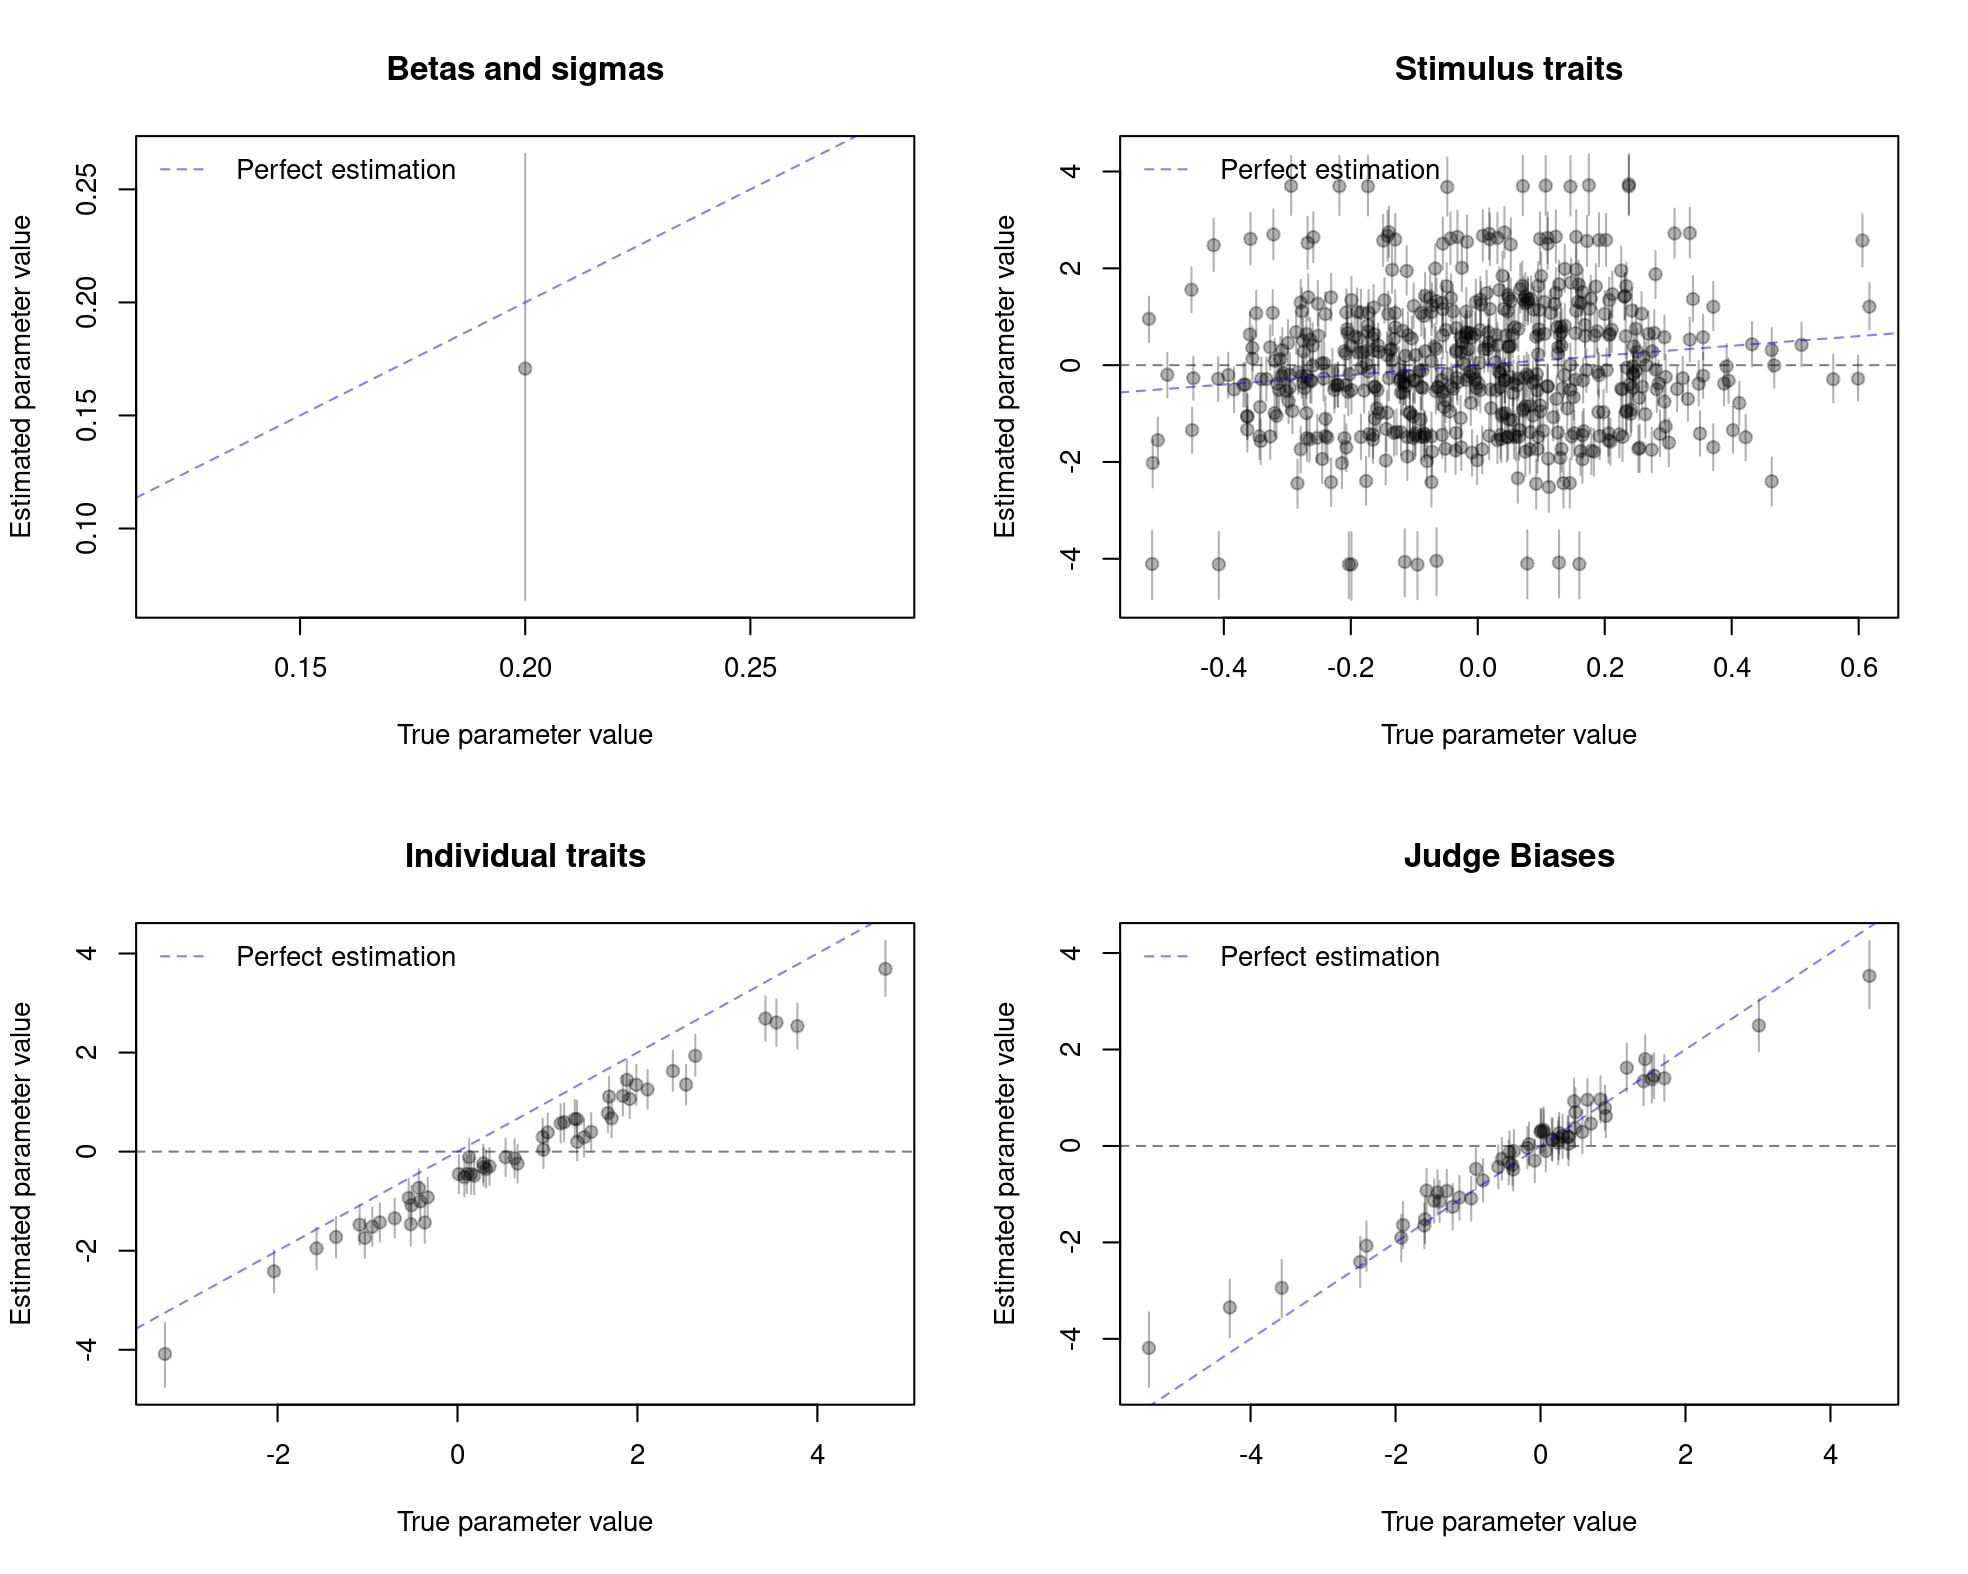 Betas and sigmas
Perfect estimation
Estimated parameter value
0.25
0.20
0.15
0.10
0.15 0.20 0.25
True parameter value
Stimulus traits
Perfect estimation
Estimated parameter value
4
2
0
-2
-4
-0.4 -0.2 0.0 0.2 0.4 0.6
True parameter value
Individual traits
Perfect estimation
Estimated parameter value
4
2
0
-2
-4
-2 0 2 4
True parameter value
Judge Biases
Perfect estimation
Estimated parameter value
4
2
0
-2
-4
-4 -2 0 2 4
True parameter value